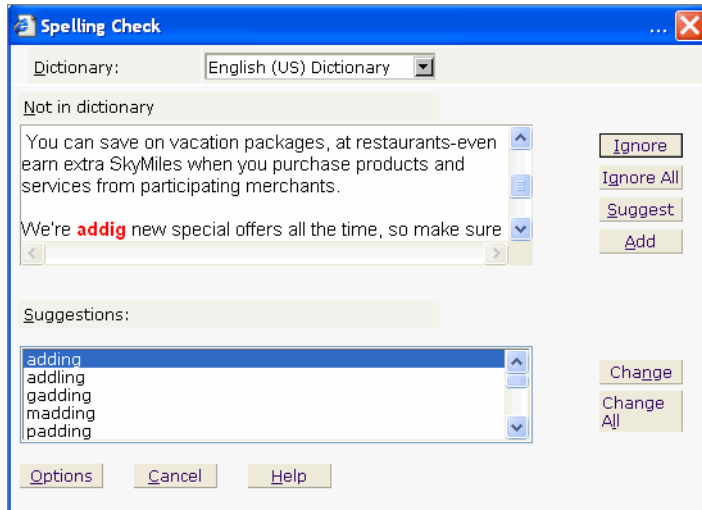 Spelling Check ...
Dictionary: English (US) Dictionary
Not in dictionary
You can save on vacation packages, at restaurants-even
earn extra SkyMiles when you purchase products and
services from participating merchants.
We're addig new special offers all the time, so make sure
Ignore
Ignore All
Suggest
Add
Suggestions:
adding
addling
gadding
madding
padding
Change
Change
All
Options Cancel Help